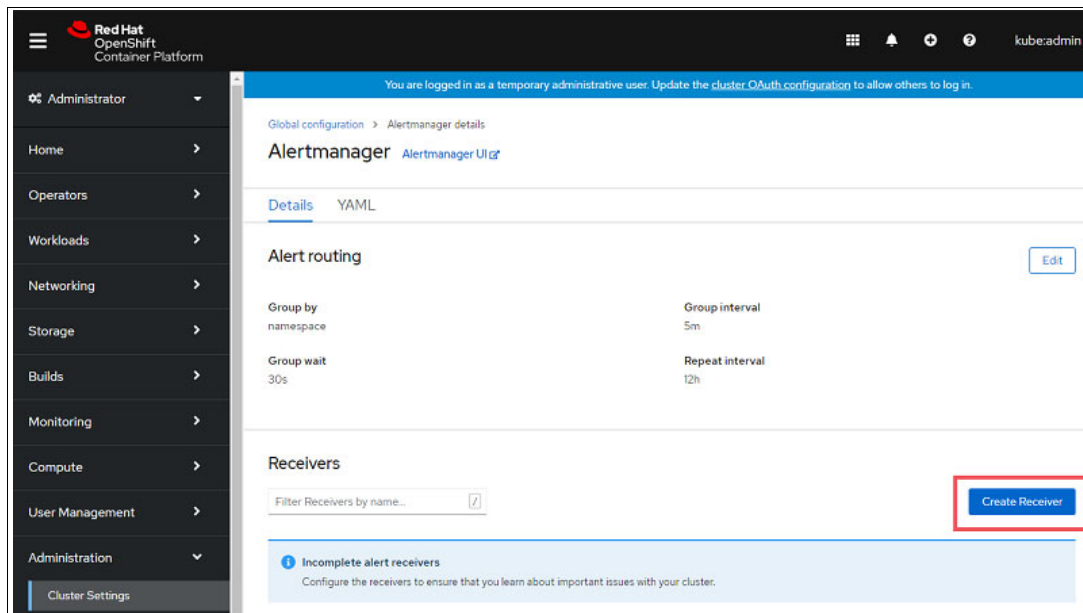 Red Hat
OpenShift
Container Platform
kube:admin
You are logged in as a temporary administrative user. Update the cluster OAuth configuration to allow others to log in.
Administrator
Home
Operators
Workloads
Networking
Storage
Builds
Monitoring
Compute
User Management
Administration
Cluster Settings
Global configuration > Alertmanager details
Alertmanager Alertmanager UI
Details YAML
Alert routing
Edit
Group by
namespace
Group interval
5m
Group wait
30s
Repeat interval
12h
Receivers
Filter Receivers by name... /
Create Receiver
Incomplete alert receivers
Configure the receivers to ensure that you learn about important issues with your cluster.